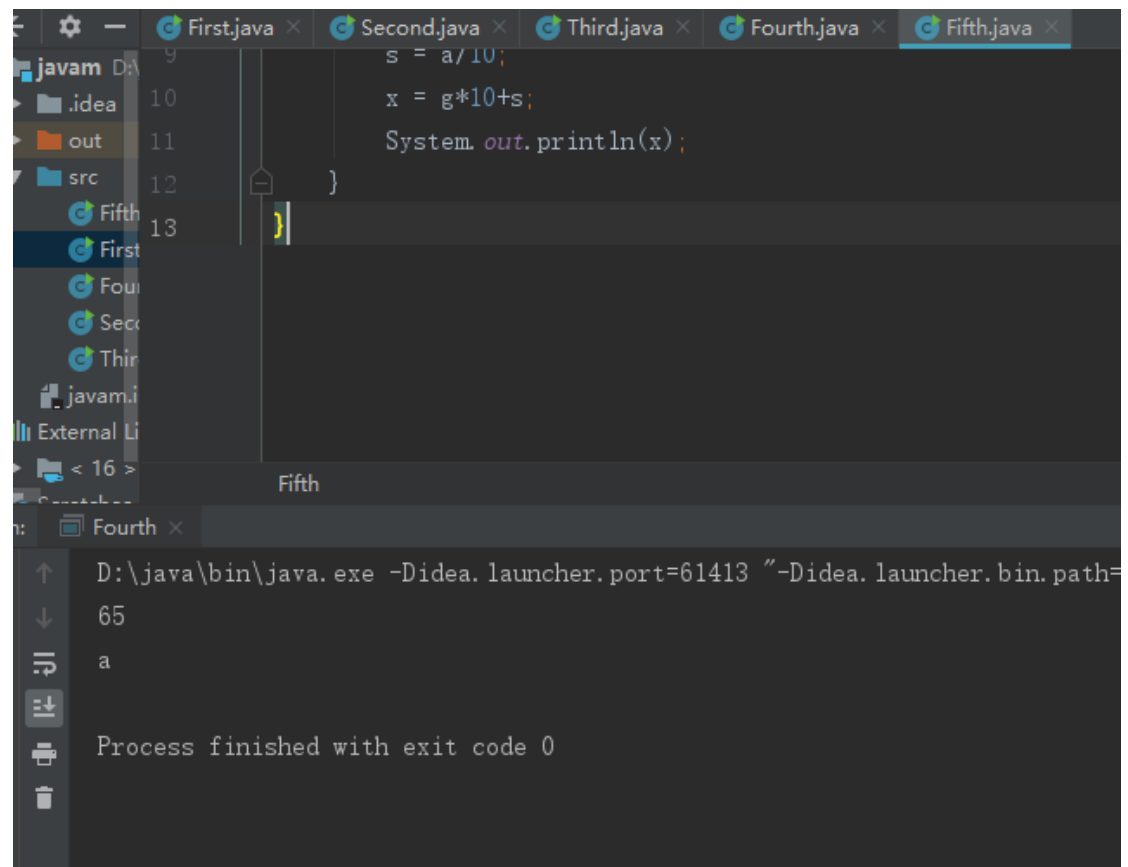 First.java Second.java Third.java Fourth.java Fifth.java
javam D:\
.idea
out
src
Fifth
First
Four
Seco
Thir
javam.i
External Li
< 16 >
9 s = a/10;
10 x = g*10+s;
11 System.out.println(x);
12 }
13 }
Fifth
n: Fourth
D:\java\bin\java.exe -Didea.launcher.port=61413 "-Didea.launcher.bin.path=
65
a
Process finished with exit code 0